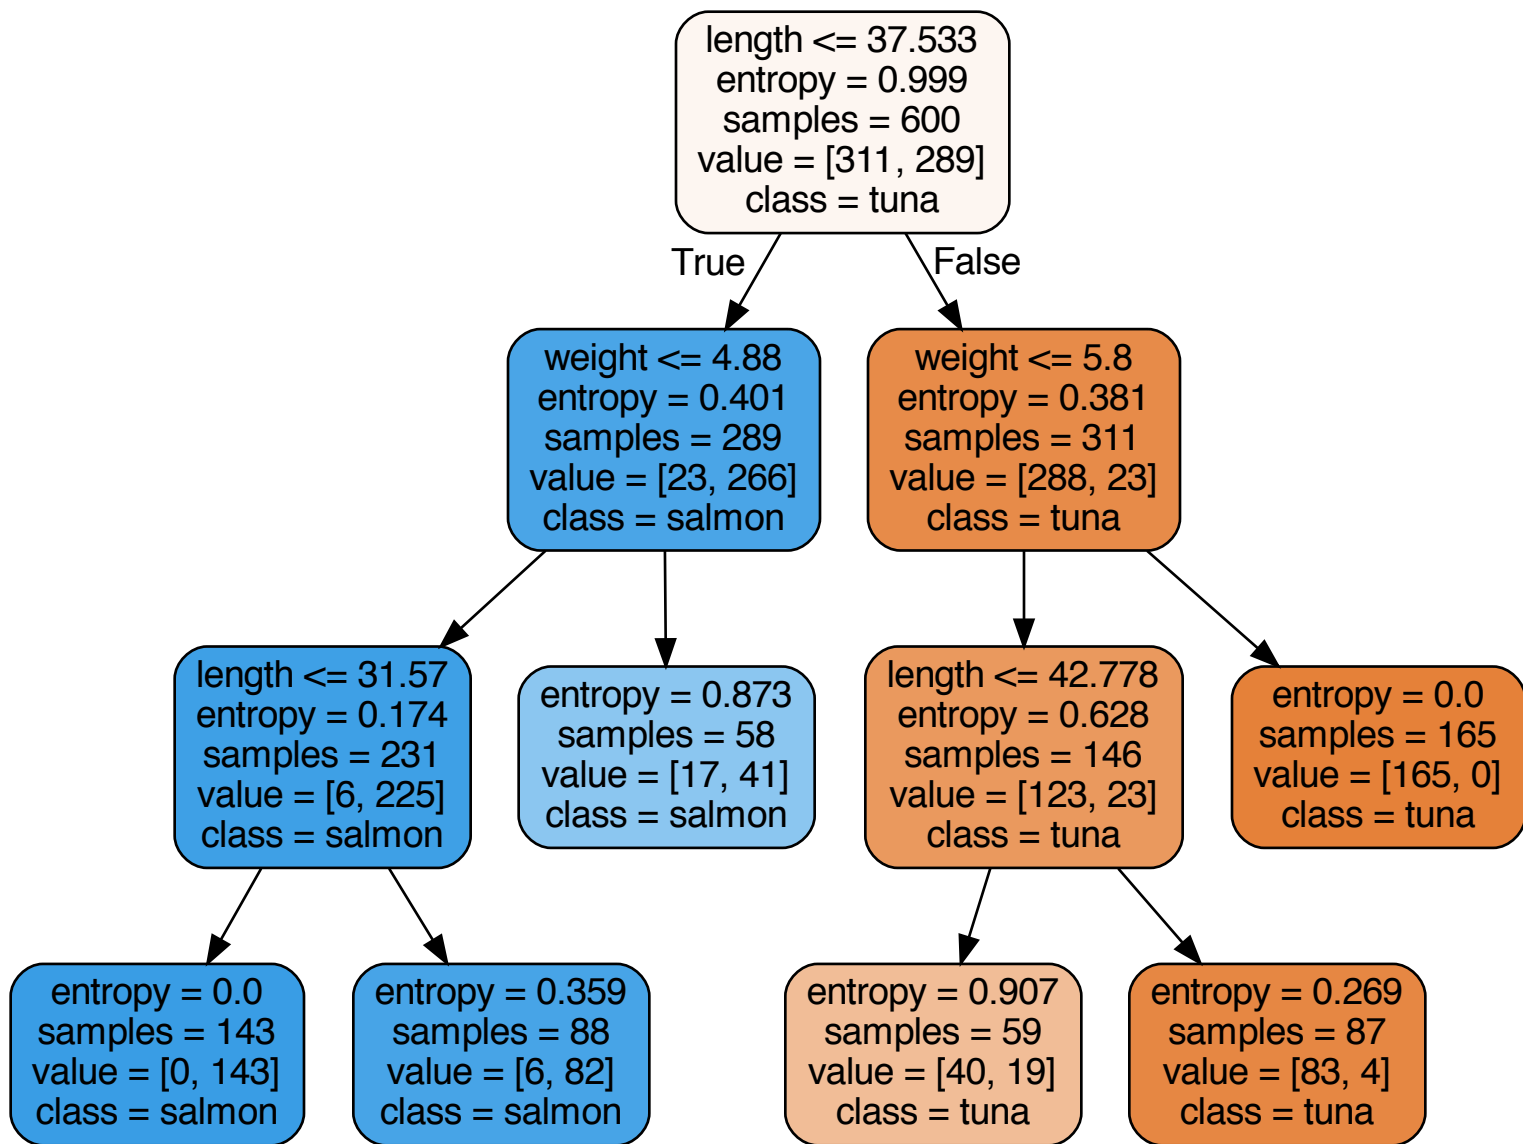 length <= 37.533
entropy = 0.999
samples = 600
value = [311, 289]
class = tuna
True
False
weight <= 4.88
entropy = 0.401
samples = 289
value = [23, 266]
class = salmon
weight <= 5.8
entropy = 0.381
samples = 311
value = [288, 23]
class = tuna
length <= 31.57
entropy = 0.174
samples = 231
value = [6, 225]
class = salmon
entropy = 0.873
samples = 58
value = [17, 41]
class = salmon
length <= 42.778
entropy = 0.628
samples = 146
value = [123, 23]
class = tuna
entropy = 0.0
samples = 165
value = [165, 0]
class = tuna
entropy = 0.0
samples = 143
value = [0, 143]
class = salmon
entropy = 0.359
samples = 88
value = [6, 82]
class = salmon
entropy = 0.907
samples = 59
value = [40, 19]
class = tuna
entropy = 0.269
samples = 87
value = [83, 4]
class = tuna